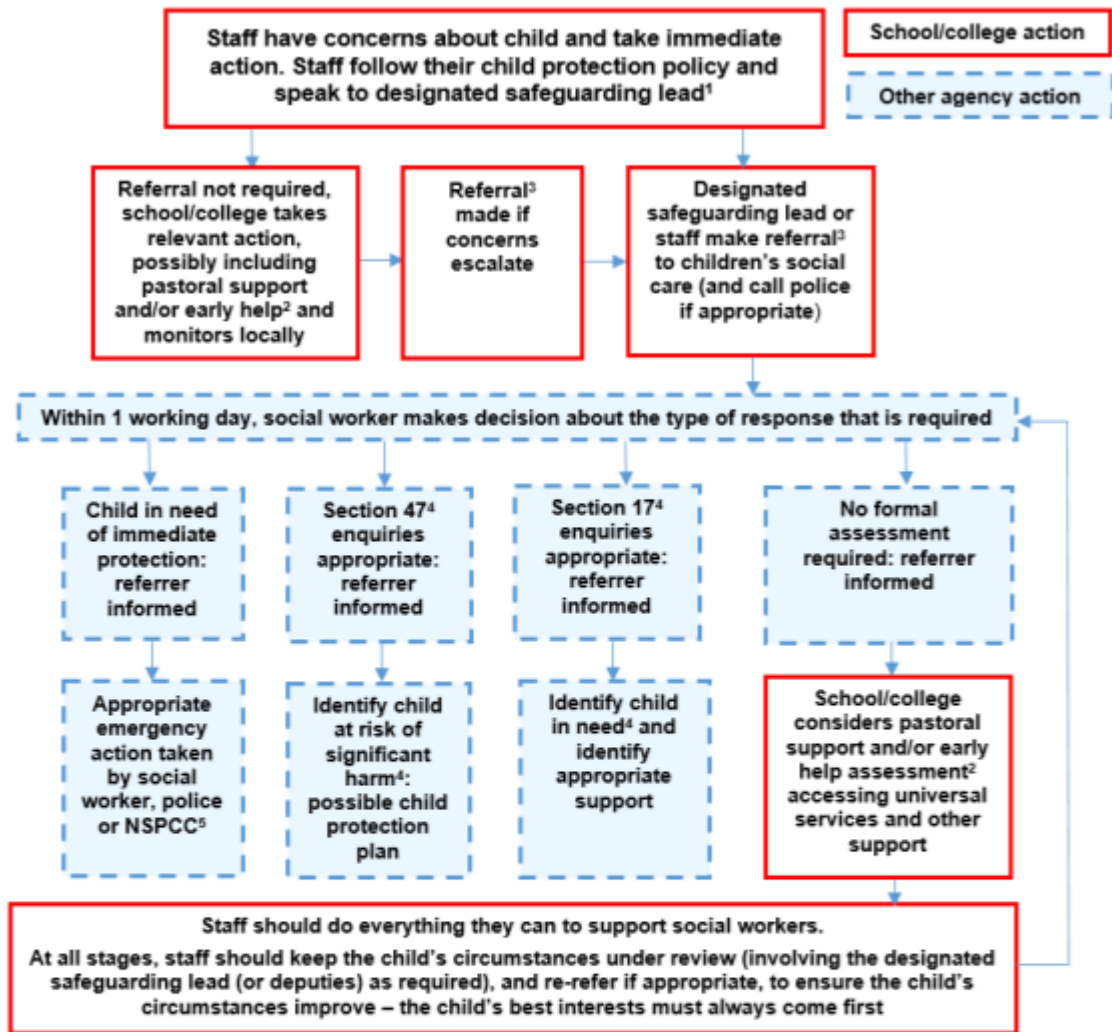 Staff have concerns about child and take immediate
action. Staff follow their child protection policy and
speak to designated safeguarding lead¹
School/college action
Other agency action
Referral not required,
school/college takes
relevant action,
possibly including
pastoral support
and/or early help² and
monitors locally
Referral³
made if
concerns
escalate
Designated
safeguarding lead or
staff make referral³
to children's social
care (and call police
if appropriate)
Within 1 working day, social worker makes decision about the type of response that is required
Child in need
of immediate
protection:
referrer
informed
Section 47⁴
enquiries
appropriate:
referrer
informed
Section 17⁴
enquiries
appropriate:
referrer
informed
No formal
assessment
required: referrer
informed
Appropriate
emergency
action taken
by social
worker, police
or NSPCC⁵
Identify child
at risk of
significant
harm⁴:
possible child
protection
plan
Identify child
in need⁴ and
identify
appropriate
support
School/college
considers pastoral
support and/or early
help assessment²
accessing universal
services and other
support
Staff should do everything they can to support social workers.
At all stages, staff should keep the child's circumstances under review (involving the designated
safeguarding lead (or deputies) as required), and re-refer if appropriate, to ensure the child's
circumstances improve – the child's best interests must always come first